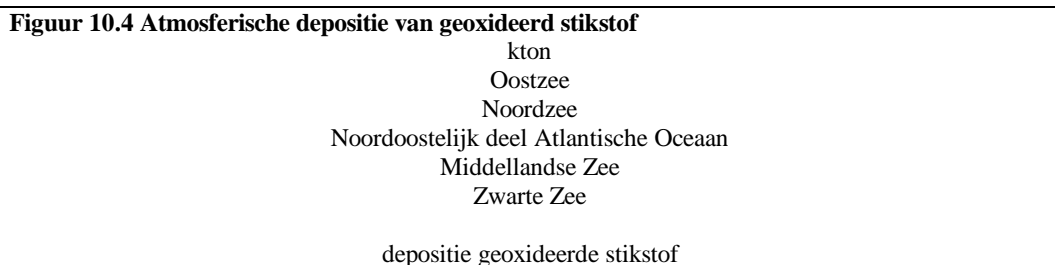 Figuur 10.4 Atmosferische depositie van geoxideerd stikstof
kton
Oostzee
Noordzee
Noordoostelijk deel Atlantische Oceaan
Middellandse Zee
Zwarte Zee
depositie geoxideerde stikstof